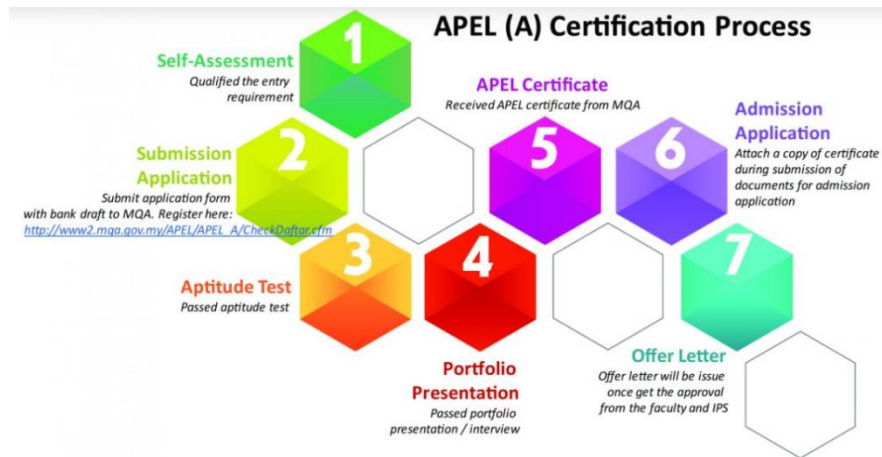 APEL (A) Certification Process
1
Self-Assessment
Qualified the entry
requirement
2
Submission
Application
Submit application form
with bank draft to MQA. Register here:
http://www2.mqa.gov.my/APEL/APEL_A/CheckDaftar.cfm
3
Aptitude Test
Passed aptitude test
4
Portfolio
Presentation
Passed portfolio
presentation / interview
5
APEL Certificate
Received APEL certificate from MQA
6
Admission
Application
Attach a copy of certificate
during submission of
documents for admission
application
7
Offer Letter
Offer letter will be issue
once get the approval
from the faculty and IPS